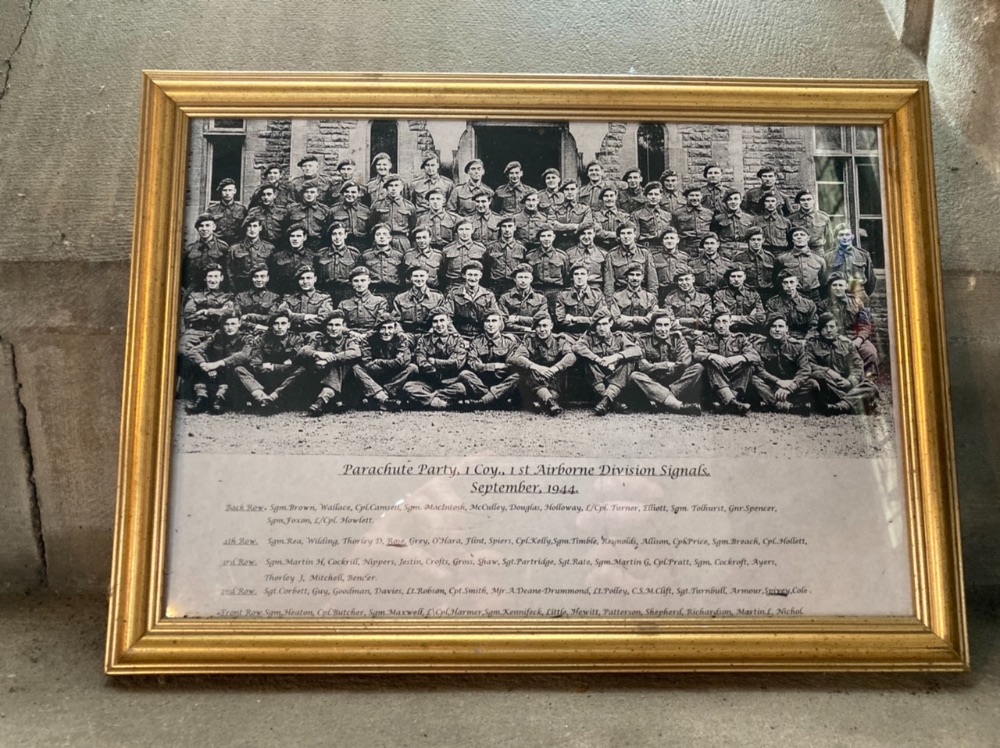 Parachute Party, 1 Coy., 1 st Airborne Division Signals.
September, 1944.
Back Row. Sgm.Brown, Wallace, Cpl.Camsell, Sgm. MacIntosh, McCulley, Douglas, Holloway, L/Cpl. Turner, Elliott, Sgm. Tolhurst, Gnr.Spencer,
Sgm.Foxon, L/Cpl. Howlett.
4th Row. Sgm.Rea, Wilding, Thorley D, Rose, Grey, O'Hara, Flint, Spiers, Cpl.Kelly,Sgm.Timble, Reynolds, Allison, Cpl.Price, Sgm.Breach, Cpl.Hollett,
3rd Row. Sgm.Martin H, Cockrill, Nippers, Jestin, Crofts, Gross, Shaw, Sgt.Partridge, Sgt.Rate, Sgm.Martin G, Cpl.Pratt, Sgm. Cockroft, Ayers,
Thorley J, Mitchell, Bencer.
2nd Row. Sgt.Corbett, Guy, Goodman, Davies, Lt.Robson, Cpt.Smith, Mjr.A.Deane-Drummond, Lt.Polley, C.S.M.Clift, Sgt.Turnbull, Armour,Spivey,Cole.
Front Row Sgm.Heaton, Cpl.Butcher, Sgm.Maxwell, L\Cpl.Harmer,Sgm.Kennifeck, Little, Hewitt, Patterson, Shepherd, Richardson, Martin.L, Nichol